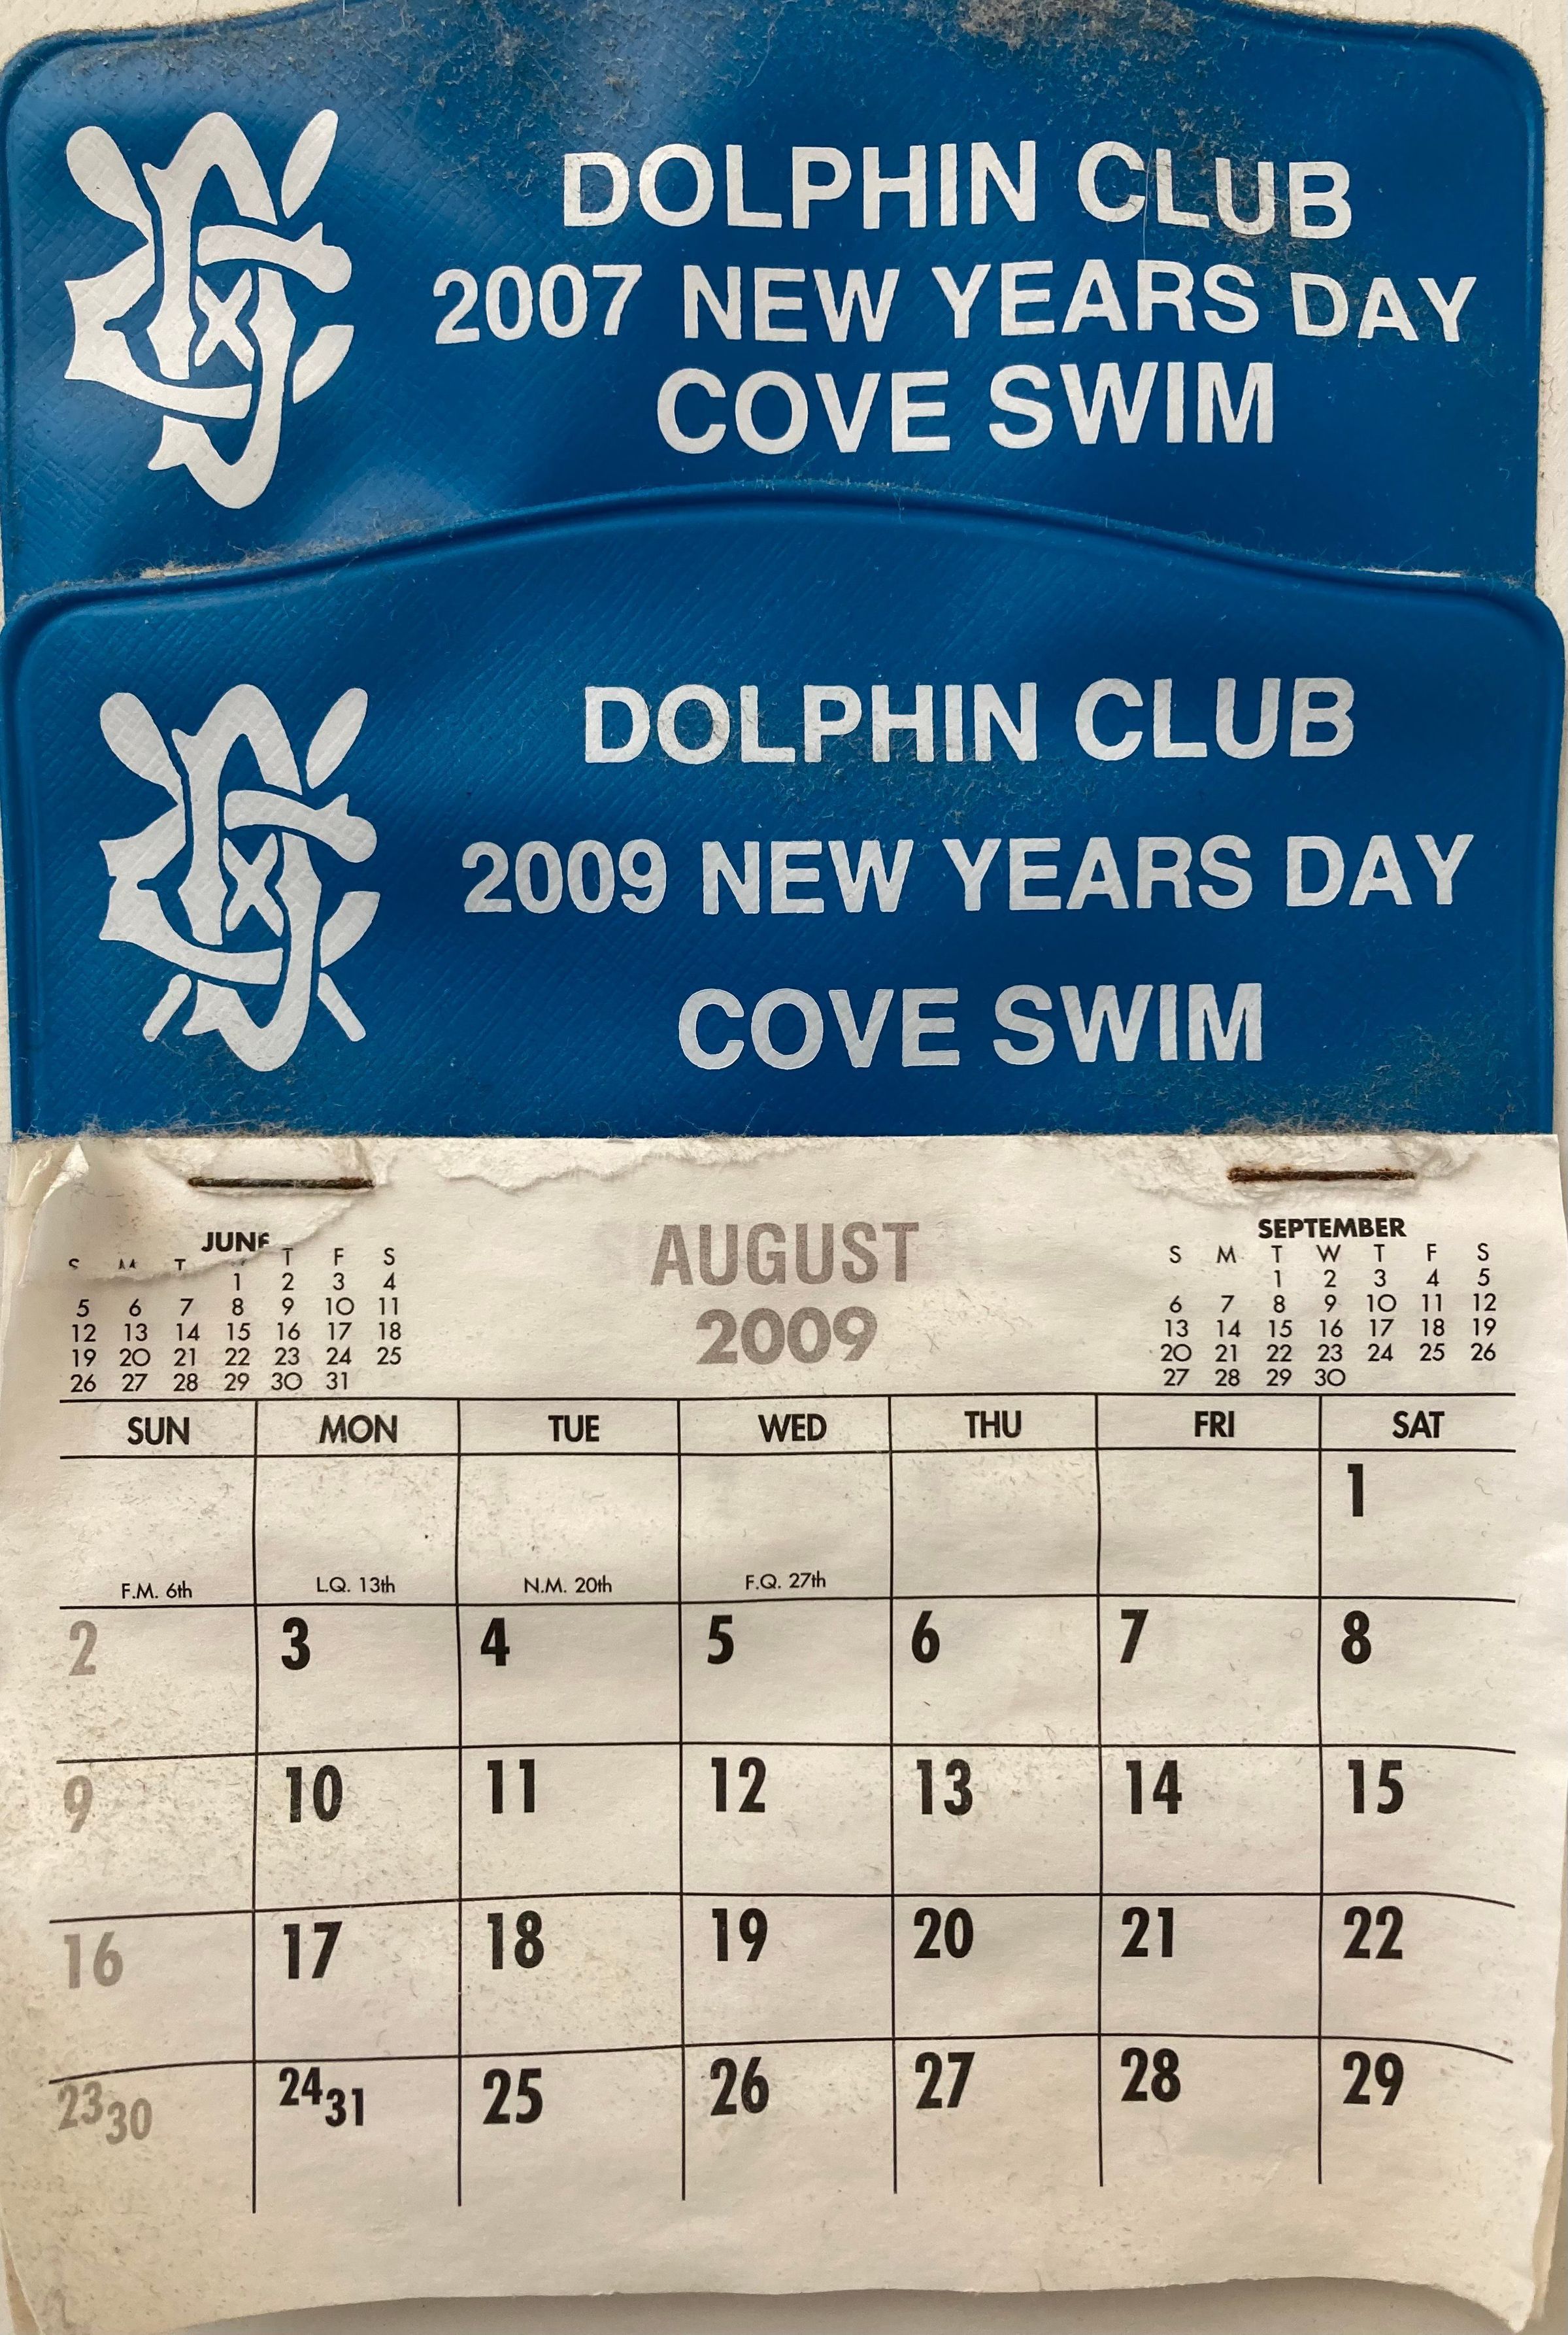 DOLPHIN CLUB
2007 NEW YEARS DAY
COVE SWIM
DOLPHIN CLUB
2009 NEW YEARS DAY
COVE SWIM
JUNE
S M T T F S
1 2 3 4
5 6 7 8 9 10 11
12 13 14 15 16 17 18
19 20 21 22 23 24 25
26 27 28 29 30 31
AUGUST
2009
SEPTEMBER
S M T W T F S
1 2 3 4 5
6 7 8 9 10 11 12
13 14 15 16 17 18 19
20 21 22 23 24 25 26
27 28 29 30
SUN MON TUE WED THU FRI SAT
1
F.M. 6th L.Q. 13th N.M. 20th F.Q. 27th
2 3 4 5 6 7 8
9 10 11 12 13 14 15
16 17 18 19 20 21 22
23 30 24 31 25 26 27 28 29